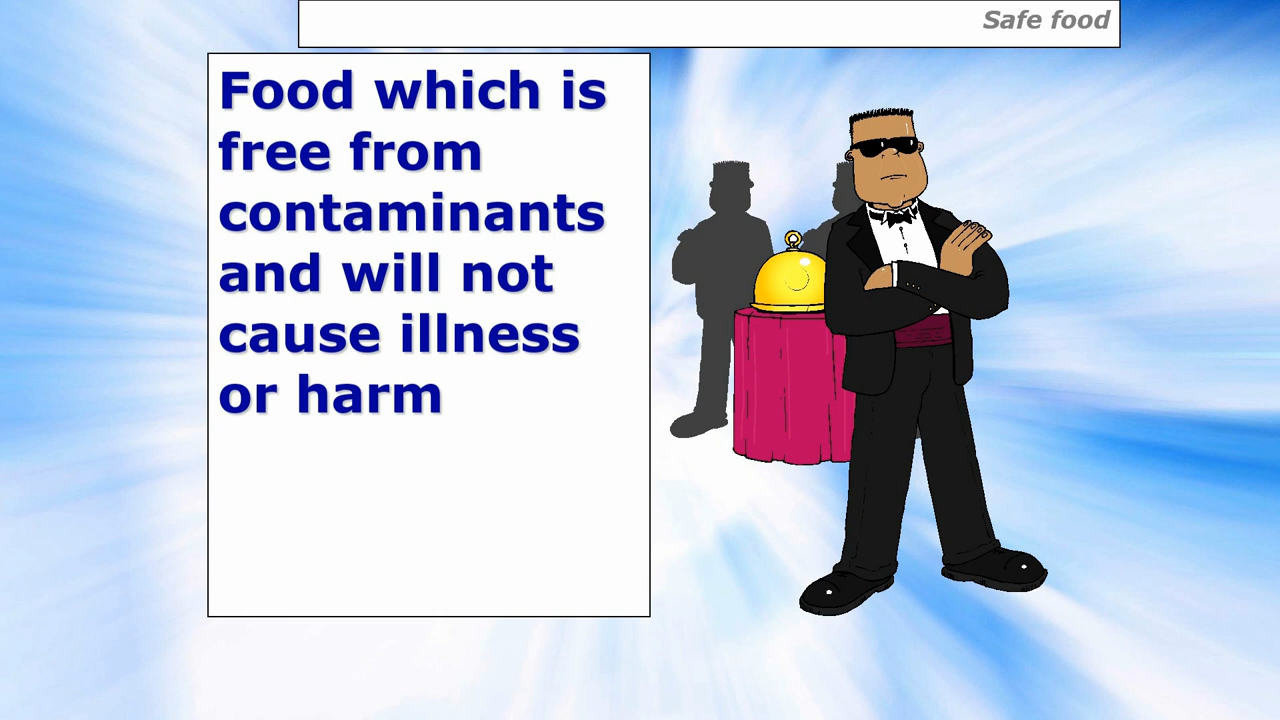 Safe food
Food which is
free from
contaminants
and will not
cause illness
or harm